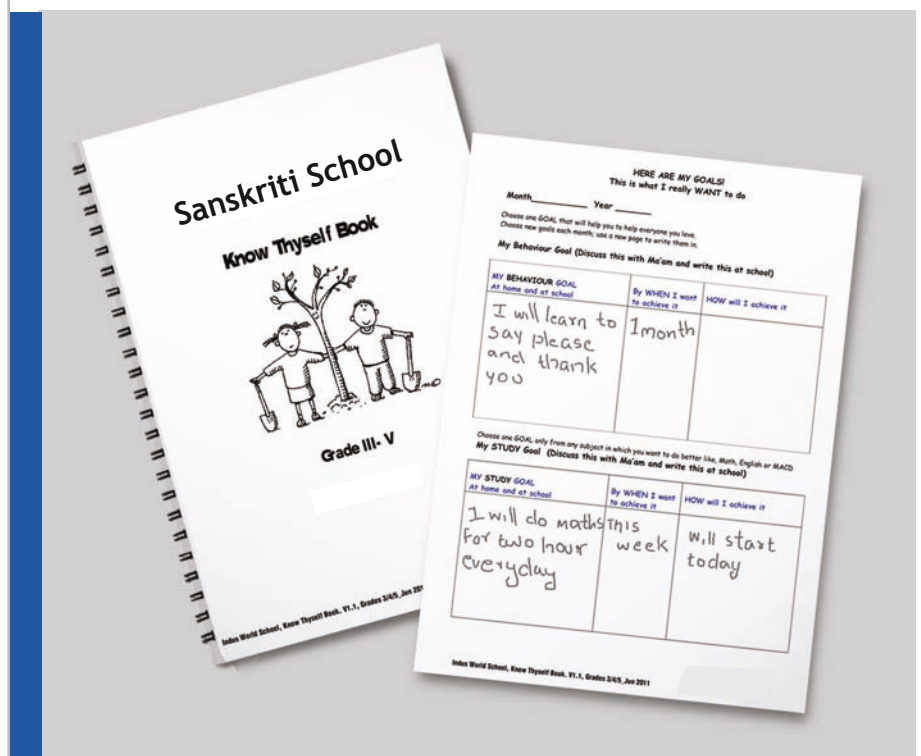 Sanskriti School
Know Thyself Book
Grade III- V
Indus World School, Know Thyself Book. V1.1, Grades 3/4/5_Jun 201
HERE ARE MY GOALS!
This is what I really WANT to do
Month__________ Year ______
Choose one GOAL that will help you to help everyone you love.
Choose new goals each month; use a new page to write them in.
My Behaviour Goal (Discuss this with Ma'am and write this at school)
MY BEHAVIOUR GOAL
At home and at school
By WHEN I want
to achieve it
HOW will I achieve it
I will learn to
say please
and thank
you
1month
Choose one GOAL only from any subject in which you want to do better like, Math, English or MACD
My STUDY Goal (Discuss this with Ma'am and write this at school)
MY STUDY GOAL
At home and at school
By WHEN I want
to achieve it
HOW will I achieve it
I will do maths
For two hour
everyday
This
week
will start
today
Indus World School, Know Thyself Book. V1.1, Grades 3/4/5_Jun 2011